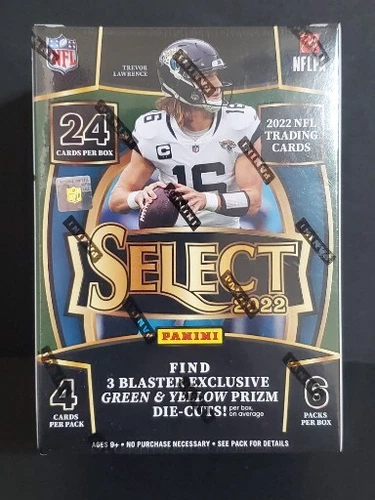 NFL
NFLPA
TREVOR
LAWRENCE
24
CARDS PER BOX
2022 NFL
TRADING
CARDS
16
SELECT
2022
PANINI
FIND
3 BLASTER EXCLUSIVE
GREEN & YELLOW PRIZM
DIE-CUTS! per box, on average
4
CARDS
PER PACK
6
PACKS
PER BOX
AGES 9+ • NO PURCHASE NECESSARY • SEE PACK FOR DETAILS